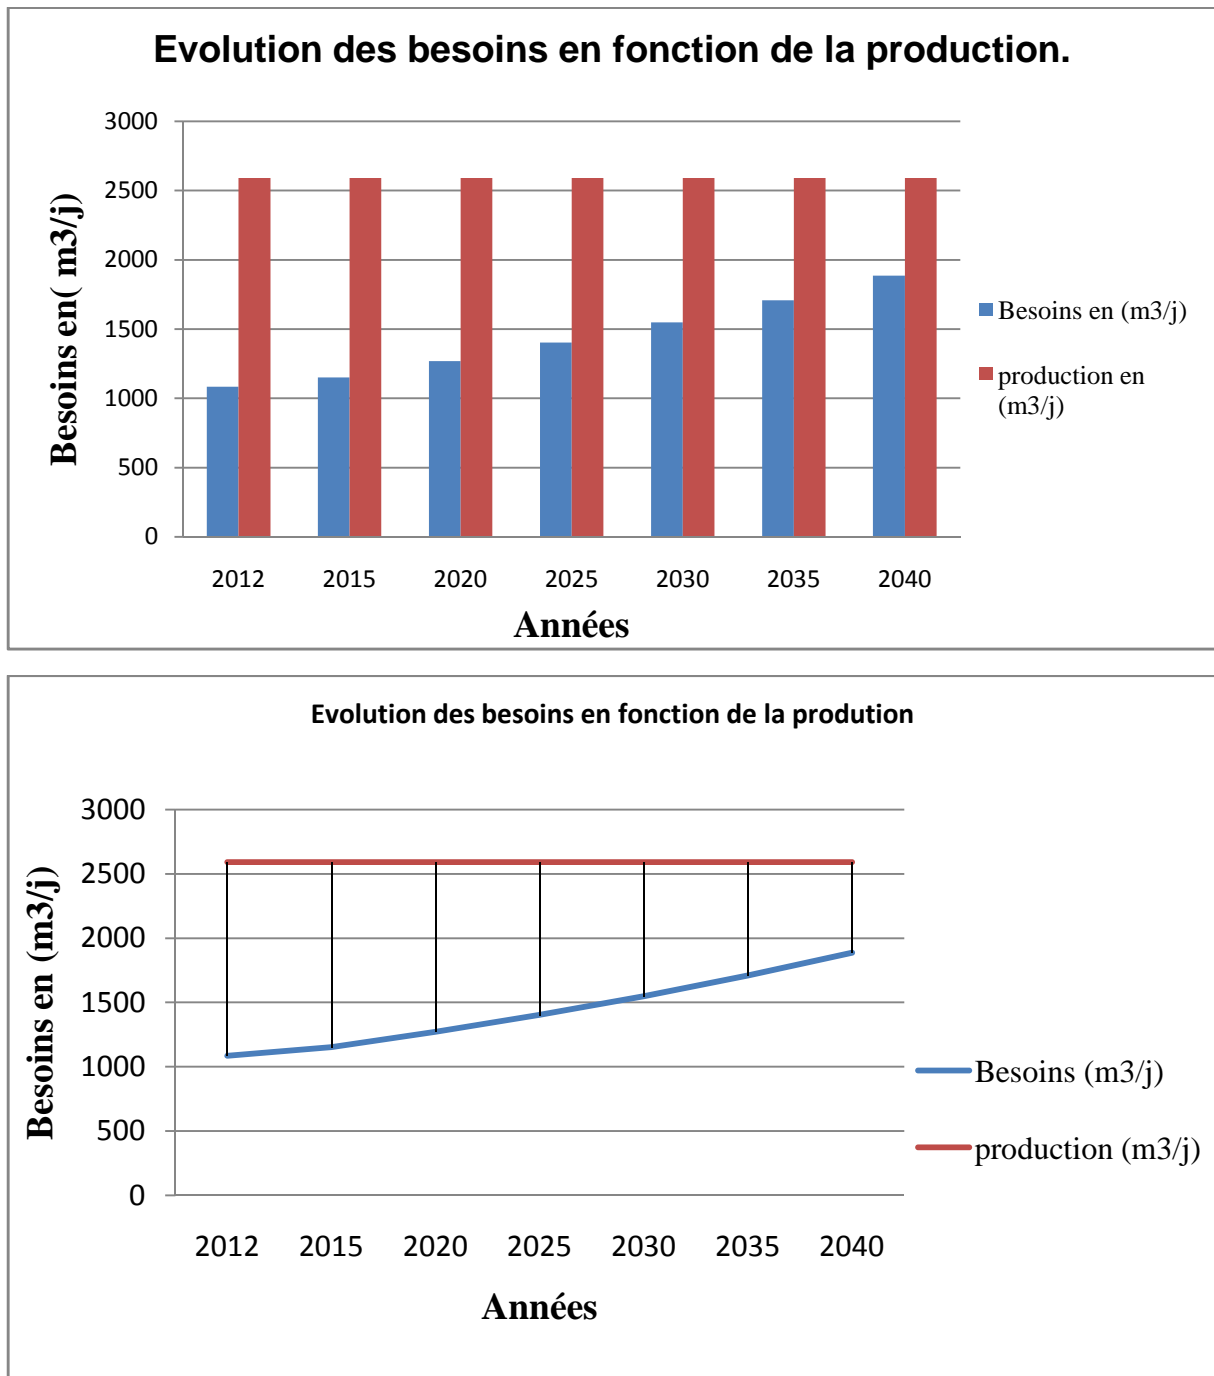 Evolution des besoins en fonction de la production.
3000
2500
2000
1500
1000
500
0
Besoins en( m3/j)
2012 2015 2020 2025 2030 2035 2040
Années
Besoins en (m3/j)
production en
(m3/j)
Evolution des besoins en fonction de la prodution
3000
2500
2000
1500
1000
500
0
Besoins en (m3/j)
2012 2015 2020 2025 2030 2035 2040
Années
Besoins (m3/j)
production (m3/j)